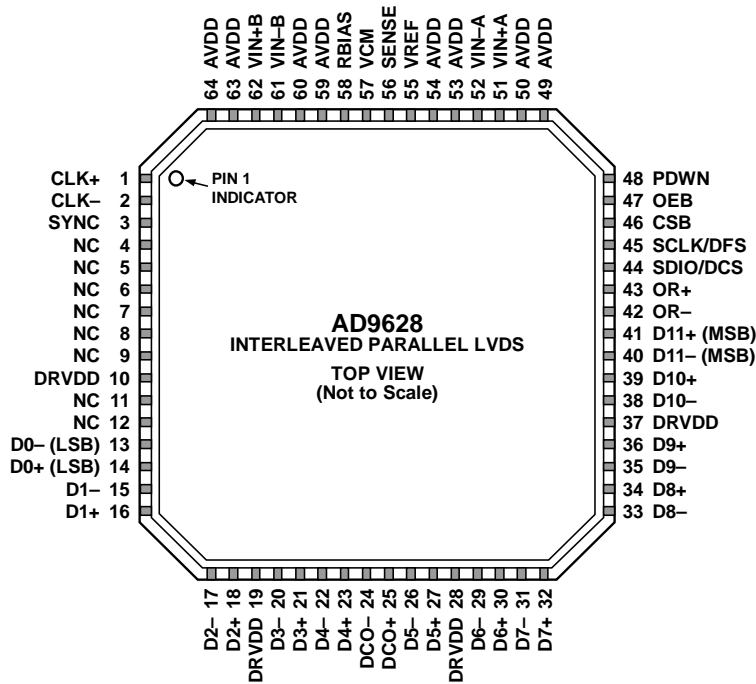 64 AVDD
63 AVDD
62 VIN+B
61 VIN–B
60 AVDD
59 AVDD
58 RBIAS
57 VCM
56 SENSE
55 VREF
54 AVDD
53 AVDD
52 VIN–A
51 VIN+A
50 AVDD
49 AVDD
CLK+ 1
CLK– 2
SYNC 3
NC 4
NC 5
NC 6
NC 7
NC 8
NC 9
DRVDD 10
NC 11
NC 12
D0– (LSB) 13
D0+ (LSB) 14
D1– 15
D1+ 16
PIN 1
INDICATOR
AD9628
INTERLEAVED PARALLEL LVDS
TOP VIEW
(Not to Scale)
48 PDWN
47 OEB
46 CSB
45 SCLK/DFS
44 SDIO/DCS
43 OR+
42 OR–
41 D11+ (MSB)
40 D11– (MSB)
39 D10+
38 D10–
37 DRVDD
36 D9+
35 D9–
34 D8+
33 D8–
D2– 17
D2+ 18
DRVDD 19
D3– 20
D3+ 21
D4– 22
D4+ 23
DCO– 24
DCO+ 25
D5– 26
D5+ 27
DRVDD 28
D6– 29
D6+ 30
D7– 31
D7+ 32